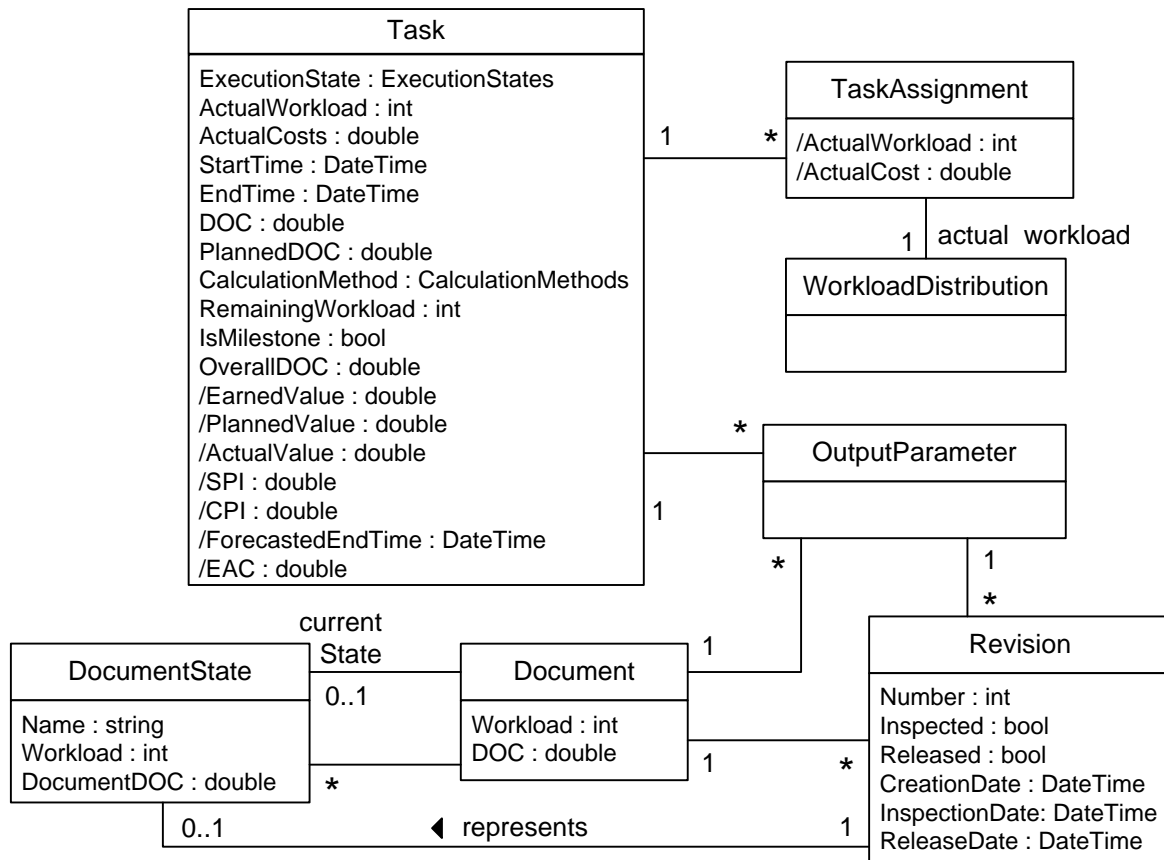 Task
ExecutionState : ExecutionStates
ActualWorkload : int
ActualCosts : double
StartTime : DateTime
EndTime : DateTime
DOC : double
PlannedDOC : double
CalculationMethod : CalculationMethods
RemainingWorkload : int
IsMilestone : bool
OverallDOC : double
/EarnedValue : double
/PlannedValue : double
/ActualValue : double
/SPI : double
/CPI : double
/ForecastedEndTime : DateTime
/EAC : double
1
*
TaskAssignment
/ActualWorkload : int
/ActualCost : double
1
actual workload
WorkloadDistribution
*
1
OutputParameter
*
1
1
*
current
State
0..1
*
DocumentState
Name : string
Workload : int
DocumentDOC : double
Document
Workload : int
DOC : double
1
*
Revision
Number : int
Inspected : bool
Released : bool
CreationDate : DateTime
InspectionDate: DateTime
ReleaseDate : DateTime
0..1
represents
1